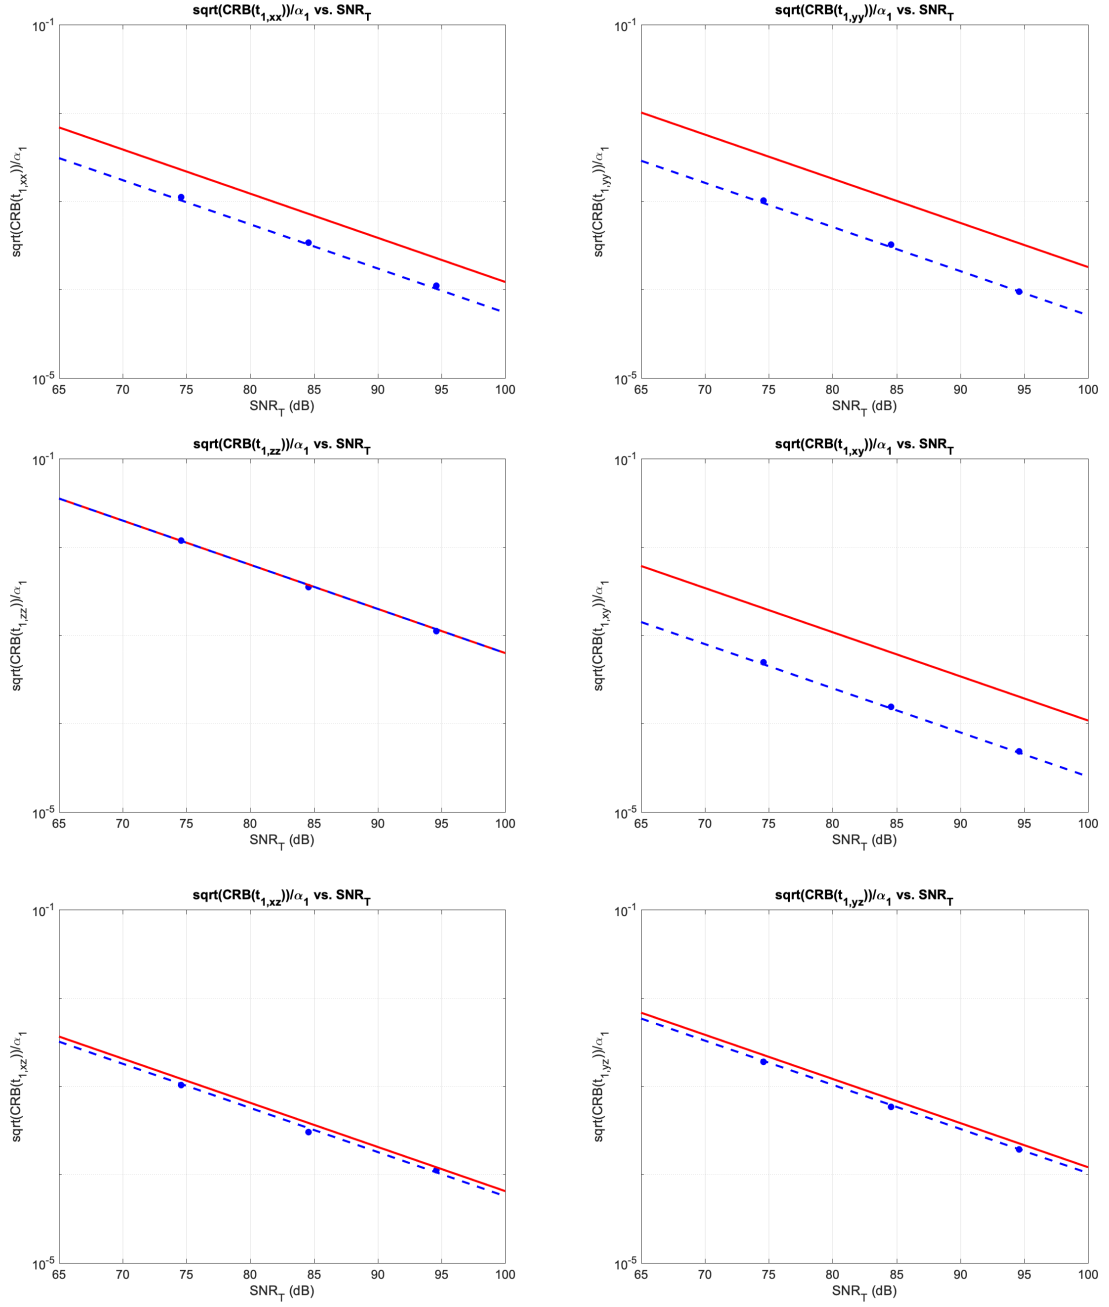 sqrt(CRB(t1,xx))/α1 vs. SNRT
10-1
sqrt(CRB(t1,xx))/α1
10-5
65 70 75 80 85 90 95 100
SNRT (dB)
sqrt(CRB(t1,yy))/α1 vs. SNRT
10-1
sqrt(CRB(t1,yy))/α1
10-5
65 70 75 80 85 90 95 100
SNRT (dB)
sqrt(CRB(t1,zz))/α1 vs. SNRT
10-1
sqrt(CRB(t1,zz))/α1
10-5
65 70 75 80 85 90 95 100
SNRT (dB)
sqrt(CRB(t1,xy))/α1 vs. SNRT
10-1
sqrt(CRB(t1,xy))/α1
10-5
65 70 75 80 85 90 95 100
SNRT (dB)
sqrt(CRB(t1,xz))/α1 vs. SNRT
10-1
sqrt(CRB(t1,xz))/α1
10-5
65 70 75 80 85 90 95 100
SNRT (dB)
sqrt(CRB(t1,yz))/α1 vs. SNRT
10-1
sqrt(CRB(t1,yz))/α1
10-5
65 70 75 80 85 90 95 100
SNRT (dB)